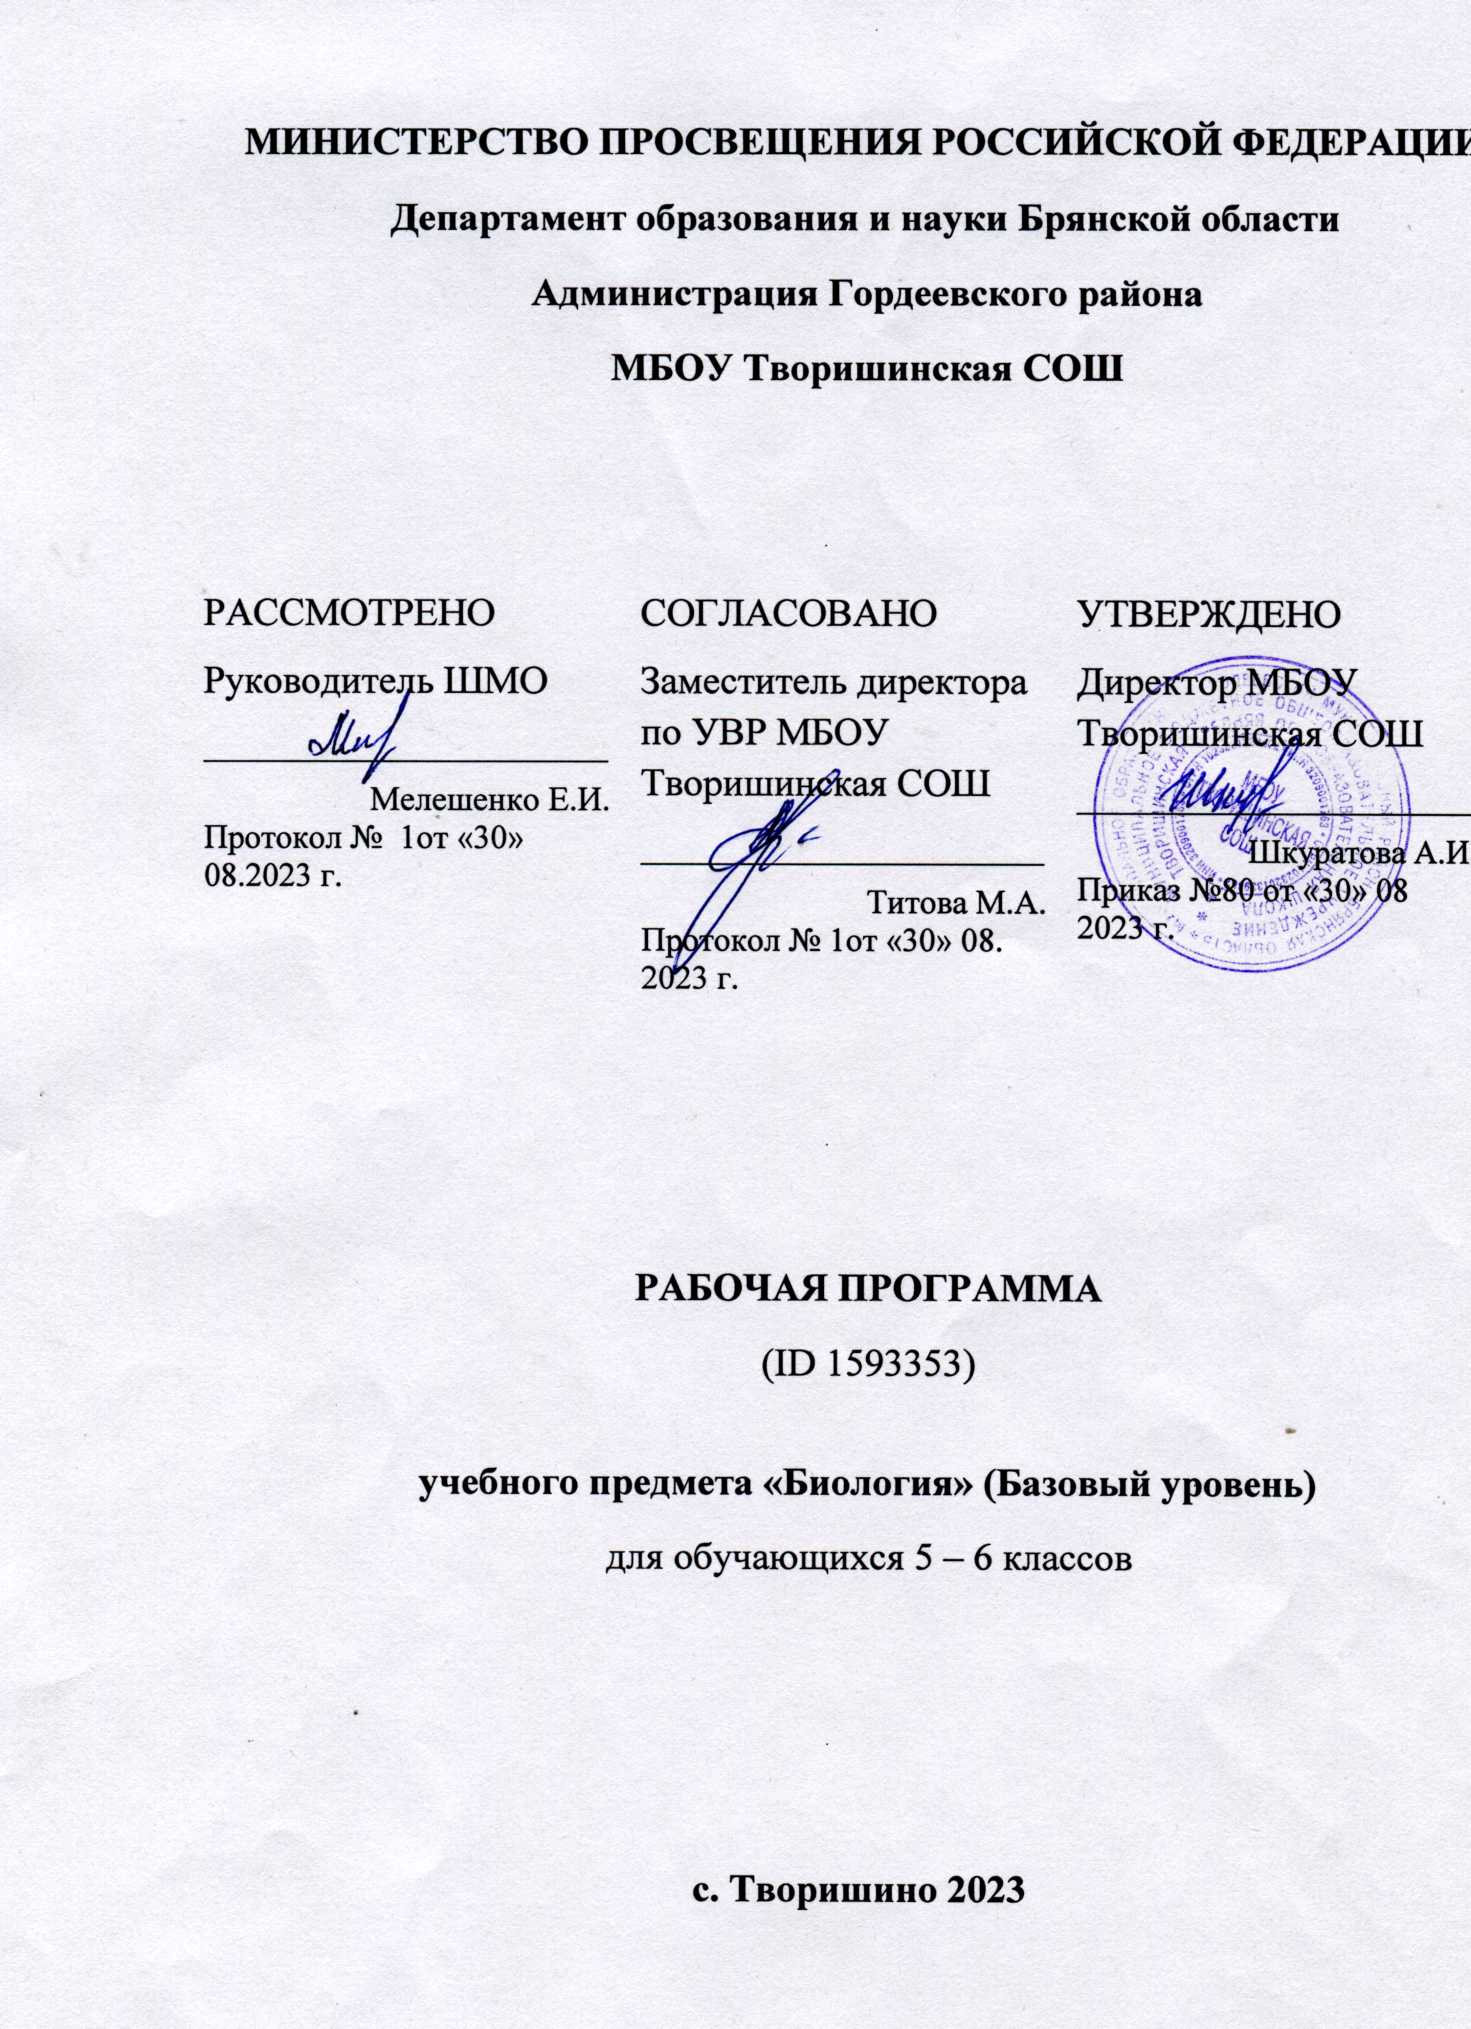 МИНИСТЕРСТВО ПРОСВЕЩЕНИЯ РОССИЙСКОЙ ФЕДЕРАЦИИ
Департамент образования и науки Брянской области
Администрация Гордеевского района
МБОУ Творишинская СОШ
РАССМОТРЕНО
Руководитель ШМО
Мелешенко Е.И.
Протокол № 1от «30»
08.2023 г.
СОГЛАСОВАНО
Заместитель директора
по УВР МБОУ
Творишинская СОШ
Титова М.А.
Протокол № 1от «30» 08.
2023 г.
УТВЕРЖДЕНО
Директор МБОУ
Творишинская СОШ
Шкуратова А.И
Приказ №80 от «30» 08
2023 г.
МБОУ
СОШ
РАБОЧАЯ ПРОГРАММА
(ID 1593353)
учебного предмета «Биология» (Базовый уровень)
для обучающихся 5 – 6 классов
с. Творишино 2023